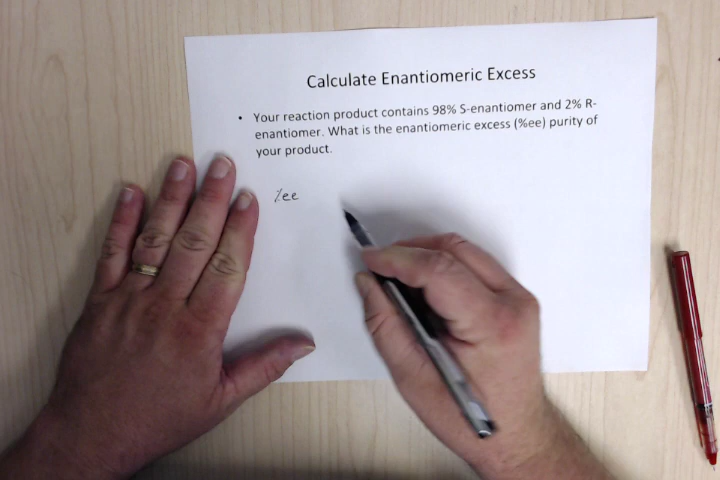 Calculate Enantiomeric Excess
• Your reaction product contains 98% S-enantiomer and 2% R-
enantiomer. What is the enantiomeric excess (%ee) purity of
your product.
%ee